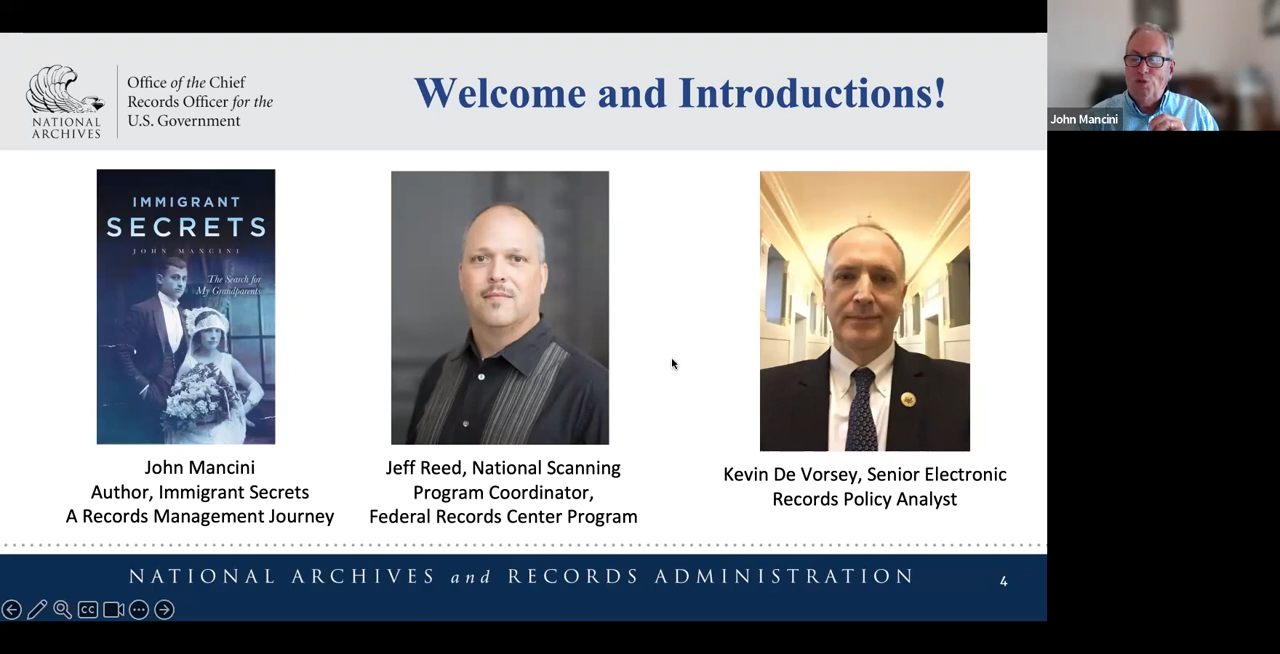 Office of the Chief
Records Officer for the
U.S. Government
NATIONAL
ARCHIVES
Welcome and Introductions!
John Mancini
IMMIGRANT
SECRETS
JOHN MANCINI
The Search for
My Grandparents
John Mancini
Author, Immigrant Secrets
A Records Management Journey
Jeff Reed, National Scanning
Program Coordinator,
Federal Records Center Program
Kevin De Vorsey, Senior Electronic
Records Policy Analyst
NATIONAL ARCHIVES and RECORDS ADMINISTRATION
4
CC